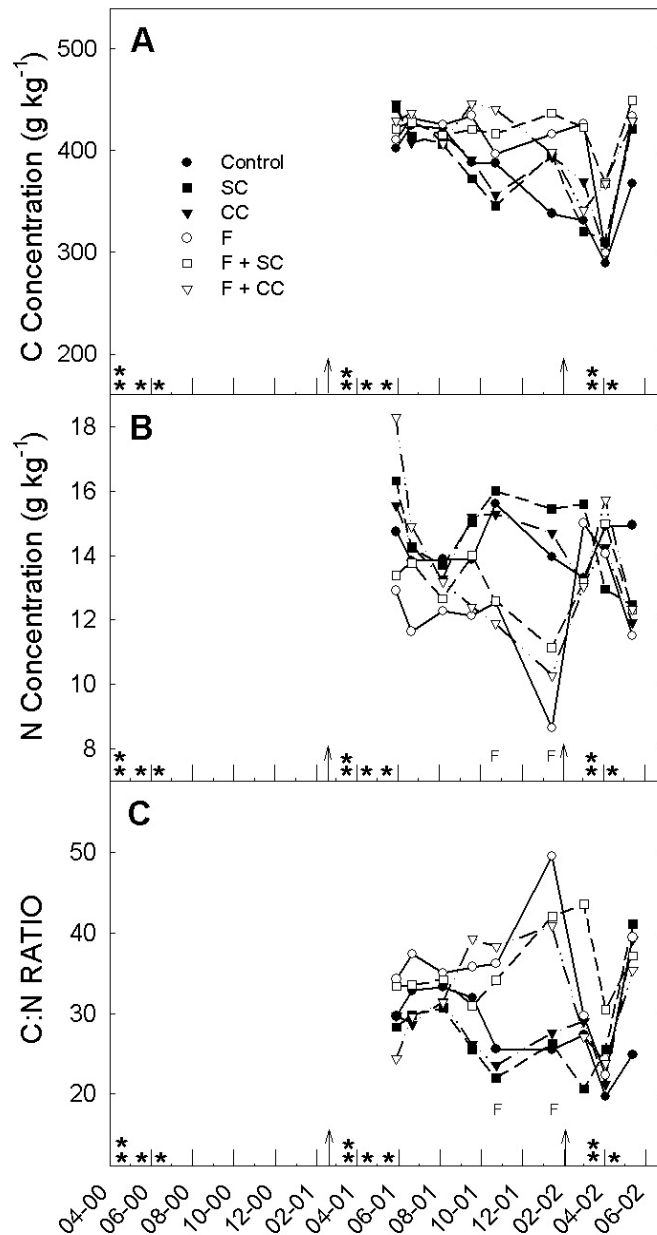 A
C Concentration (g kg⁻¹)
500
400
300
200
Control
SC
CC
F
F + SC
F + CC
* * * *
* * * *
* * *
B
N Concentration (g kg⁻¹)
18
16
14
12
10
8
F F
* * * *
* * * *
* * *
C
C:N RATIO
50
40
30
20
F F
* * * *
* * * *
* * *
04-00 06-00 08-00 10-00 12-00 02-01 04-01 06-01 08-01 10-01 12-01 02-02 04-02 06-02